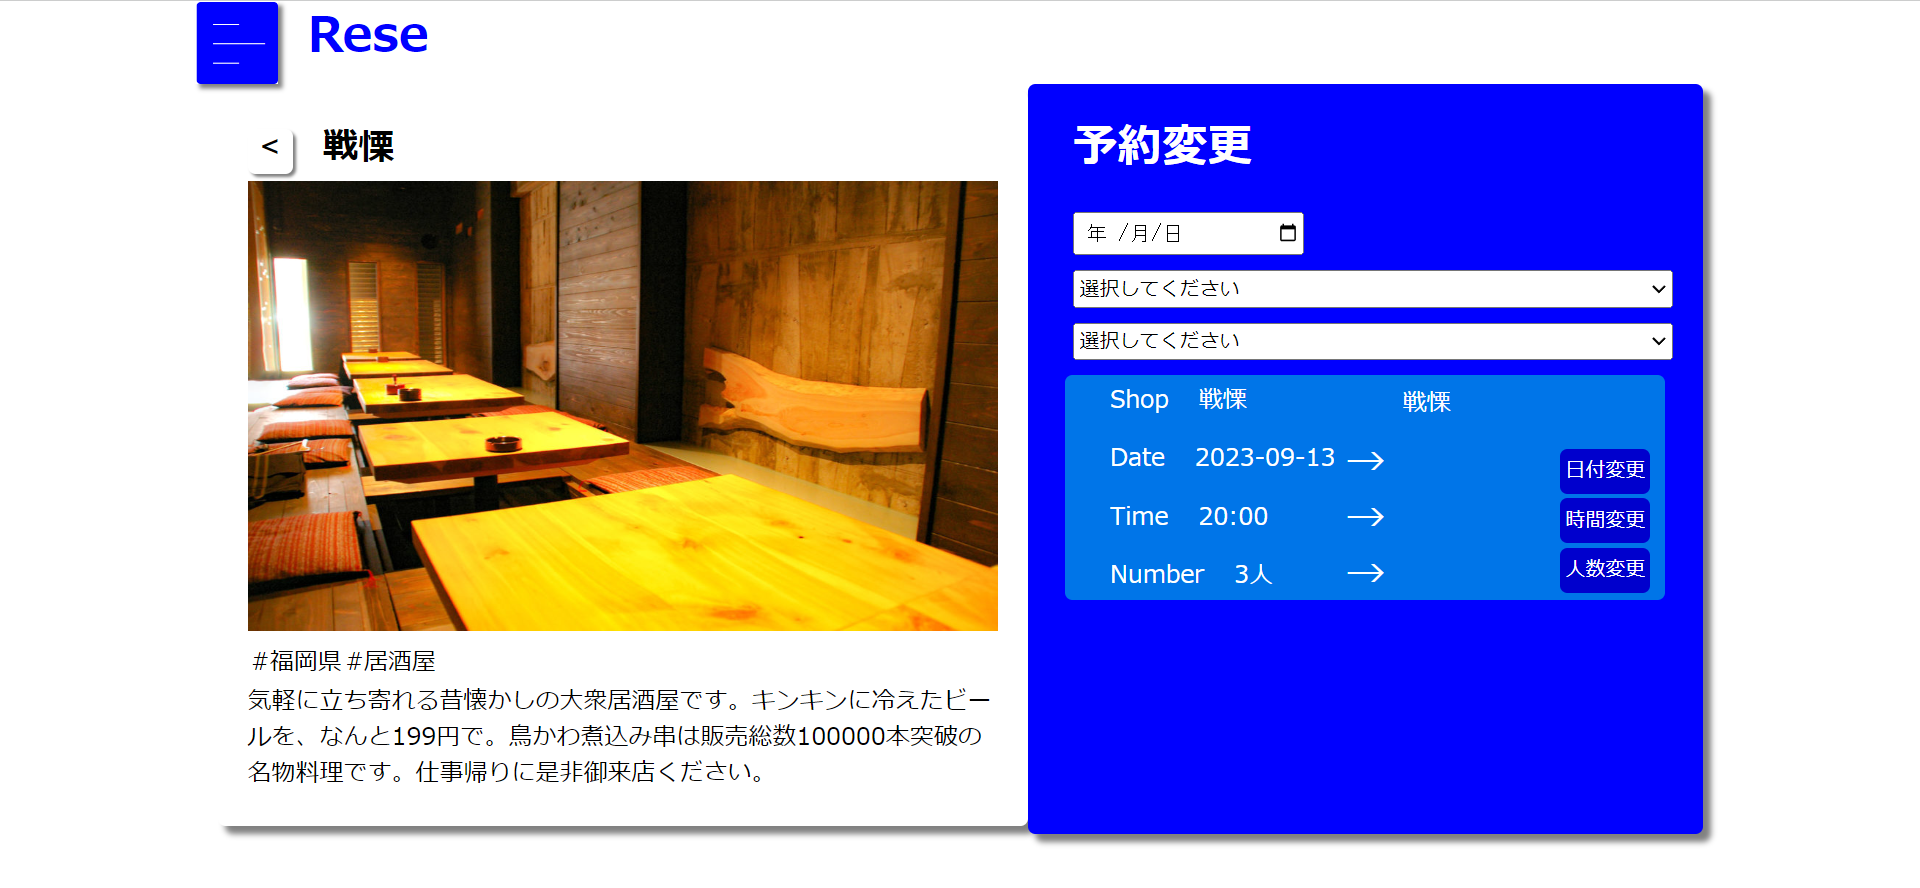 Rese
< 戦慄
#福岡県 #居酒屋
気軽に立ち寄れる昔懐かしの大衆居酒屋です。キンキンに冷えたビー
ルを、なんと199円で。鳥かわ煮込み串は販売総数100000本突破の
名物料理です。仕事帰りに是非御来店ください。
予約変更
年 /月/日
選択してください
選択してください
Shop 戦慄 戦慄
Date 2023-09-13 →
日付変更
Time 20:00 →
時間変更
Number 3人 →
人数変更